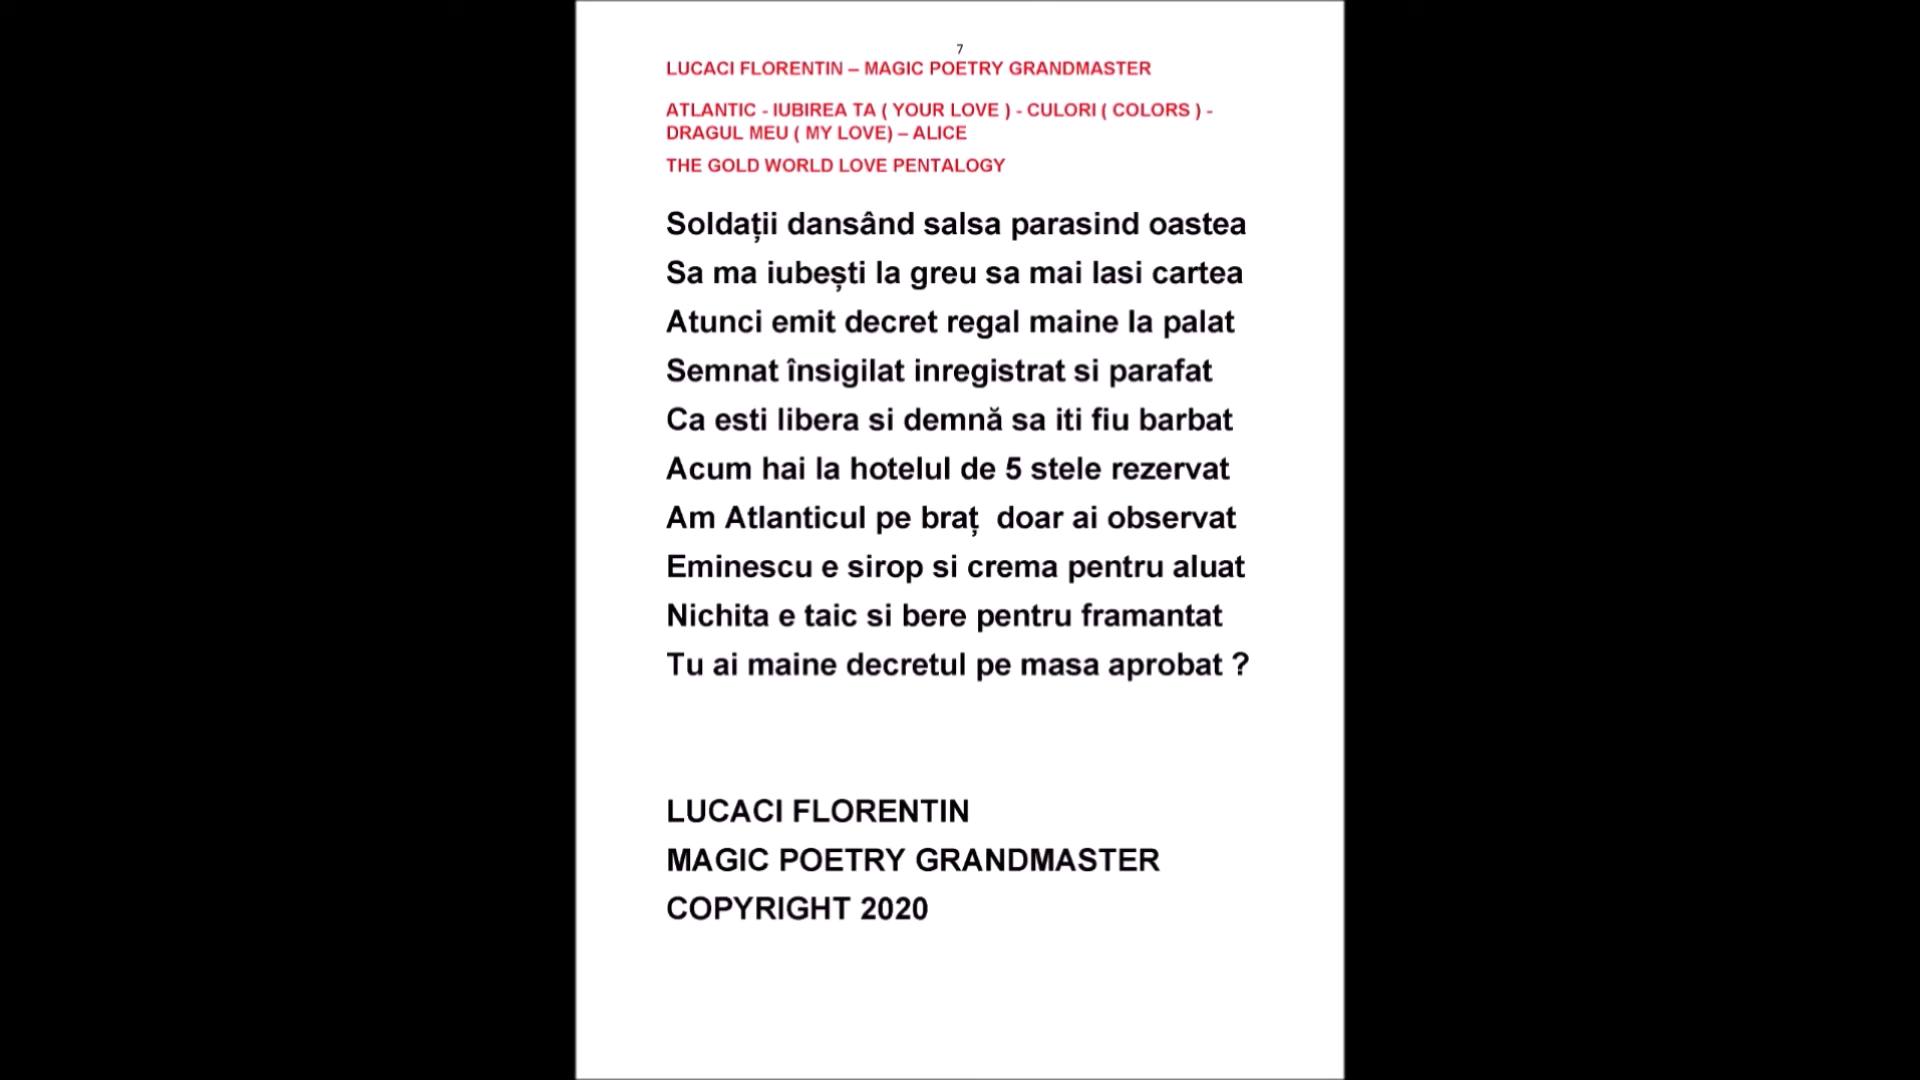 7
LUCACI FLORENTIN – MAGIC POETRY GRANDMASTER
ATLANTIC - IUBIREA TA ( YOUR LOVE ) - CULORI ( COLORS ) -
DRAGUL MEU ( MY LOVE) – ALICE
THE GOLD WORLD LOVE PENTALOGY
Soldații dansând salsa parasind oastea
Sa ma iubești la greu sa mai lasi cartea
Atunci emit decret regal maine la palat
Semnat însigilat inregistrat si parafat
Ca esti libera si demnă sa iti fiu barbat
Acum hai la hotelul de 5 stele rezervat
Am Atlanticul pe braț  doar ai observat
Eminescu e sirop si crema pentru aluat
Nichita e taic si bere pentru framantat
Tu ai maine decretul pe masa aprobat ?
LUCACI FLORENTIN
MAGIC POETRY GRANDMASTER
COPYRIGHT 2020